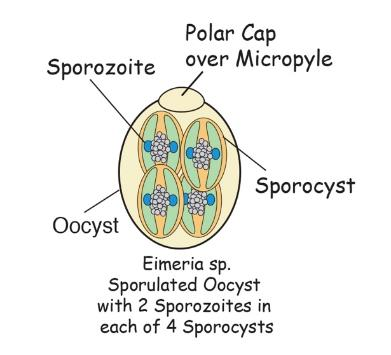 Polar Cap
over Micropyle
Sporozoite
Sporocyst
Oocyst
Eimeria sp.
Sporulated Oocyst
with 2 Sporozoites in
each of 4 Sporocysts